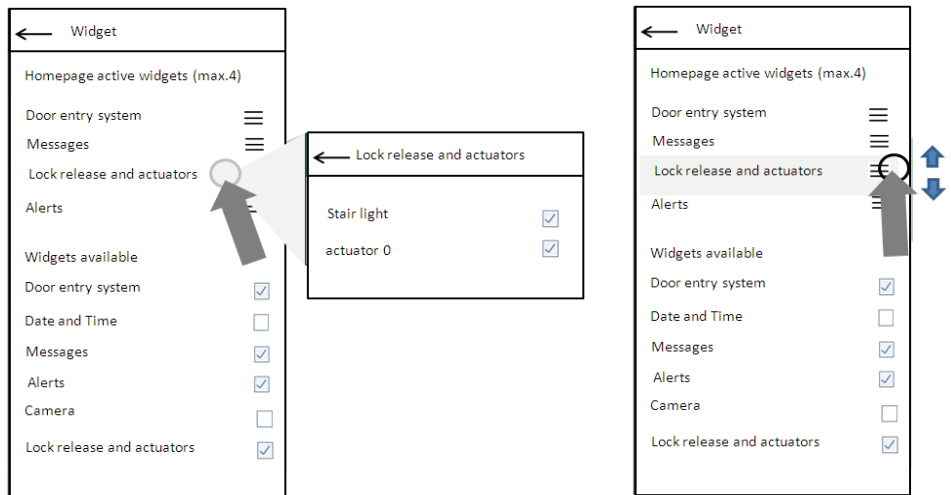 Widget
Homepage active widgets (max.4)
Door entry system
Messages
Lock release and actuators
Alerts
Widgets available
Door entry system
Date and Time
Messages
Alerts
Camera
Lock release and actuators
Lock release and actuators
Stair light
actuator 0
Widget
Homepage active widgets (max.4)
Door entry system
Messages
Lock release and actuators
Alerts
Widgets available
Door entry system
Date and Time
Messages
Alerts
Camera
Lock release and actuators